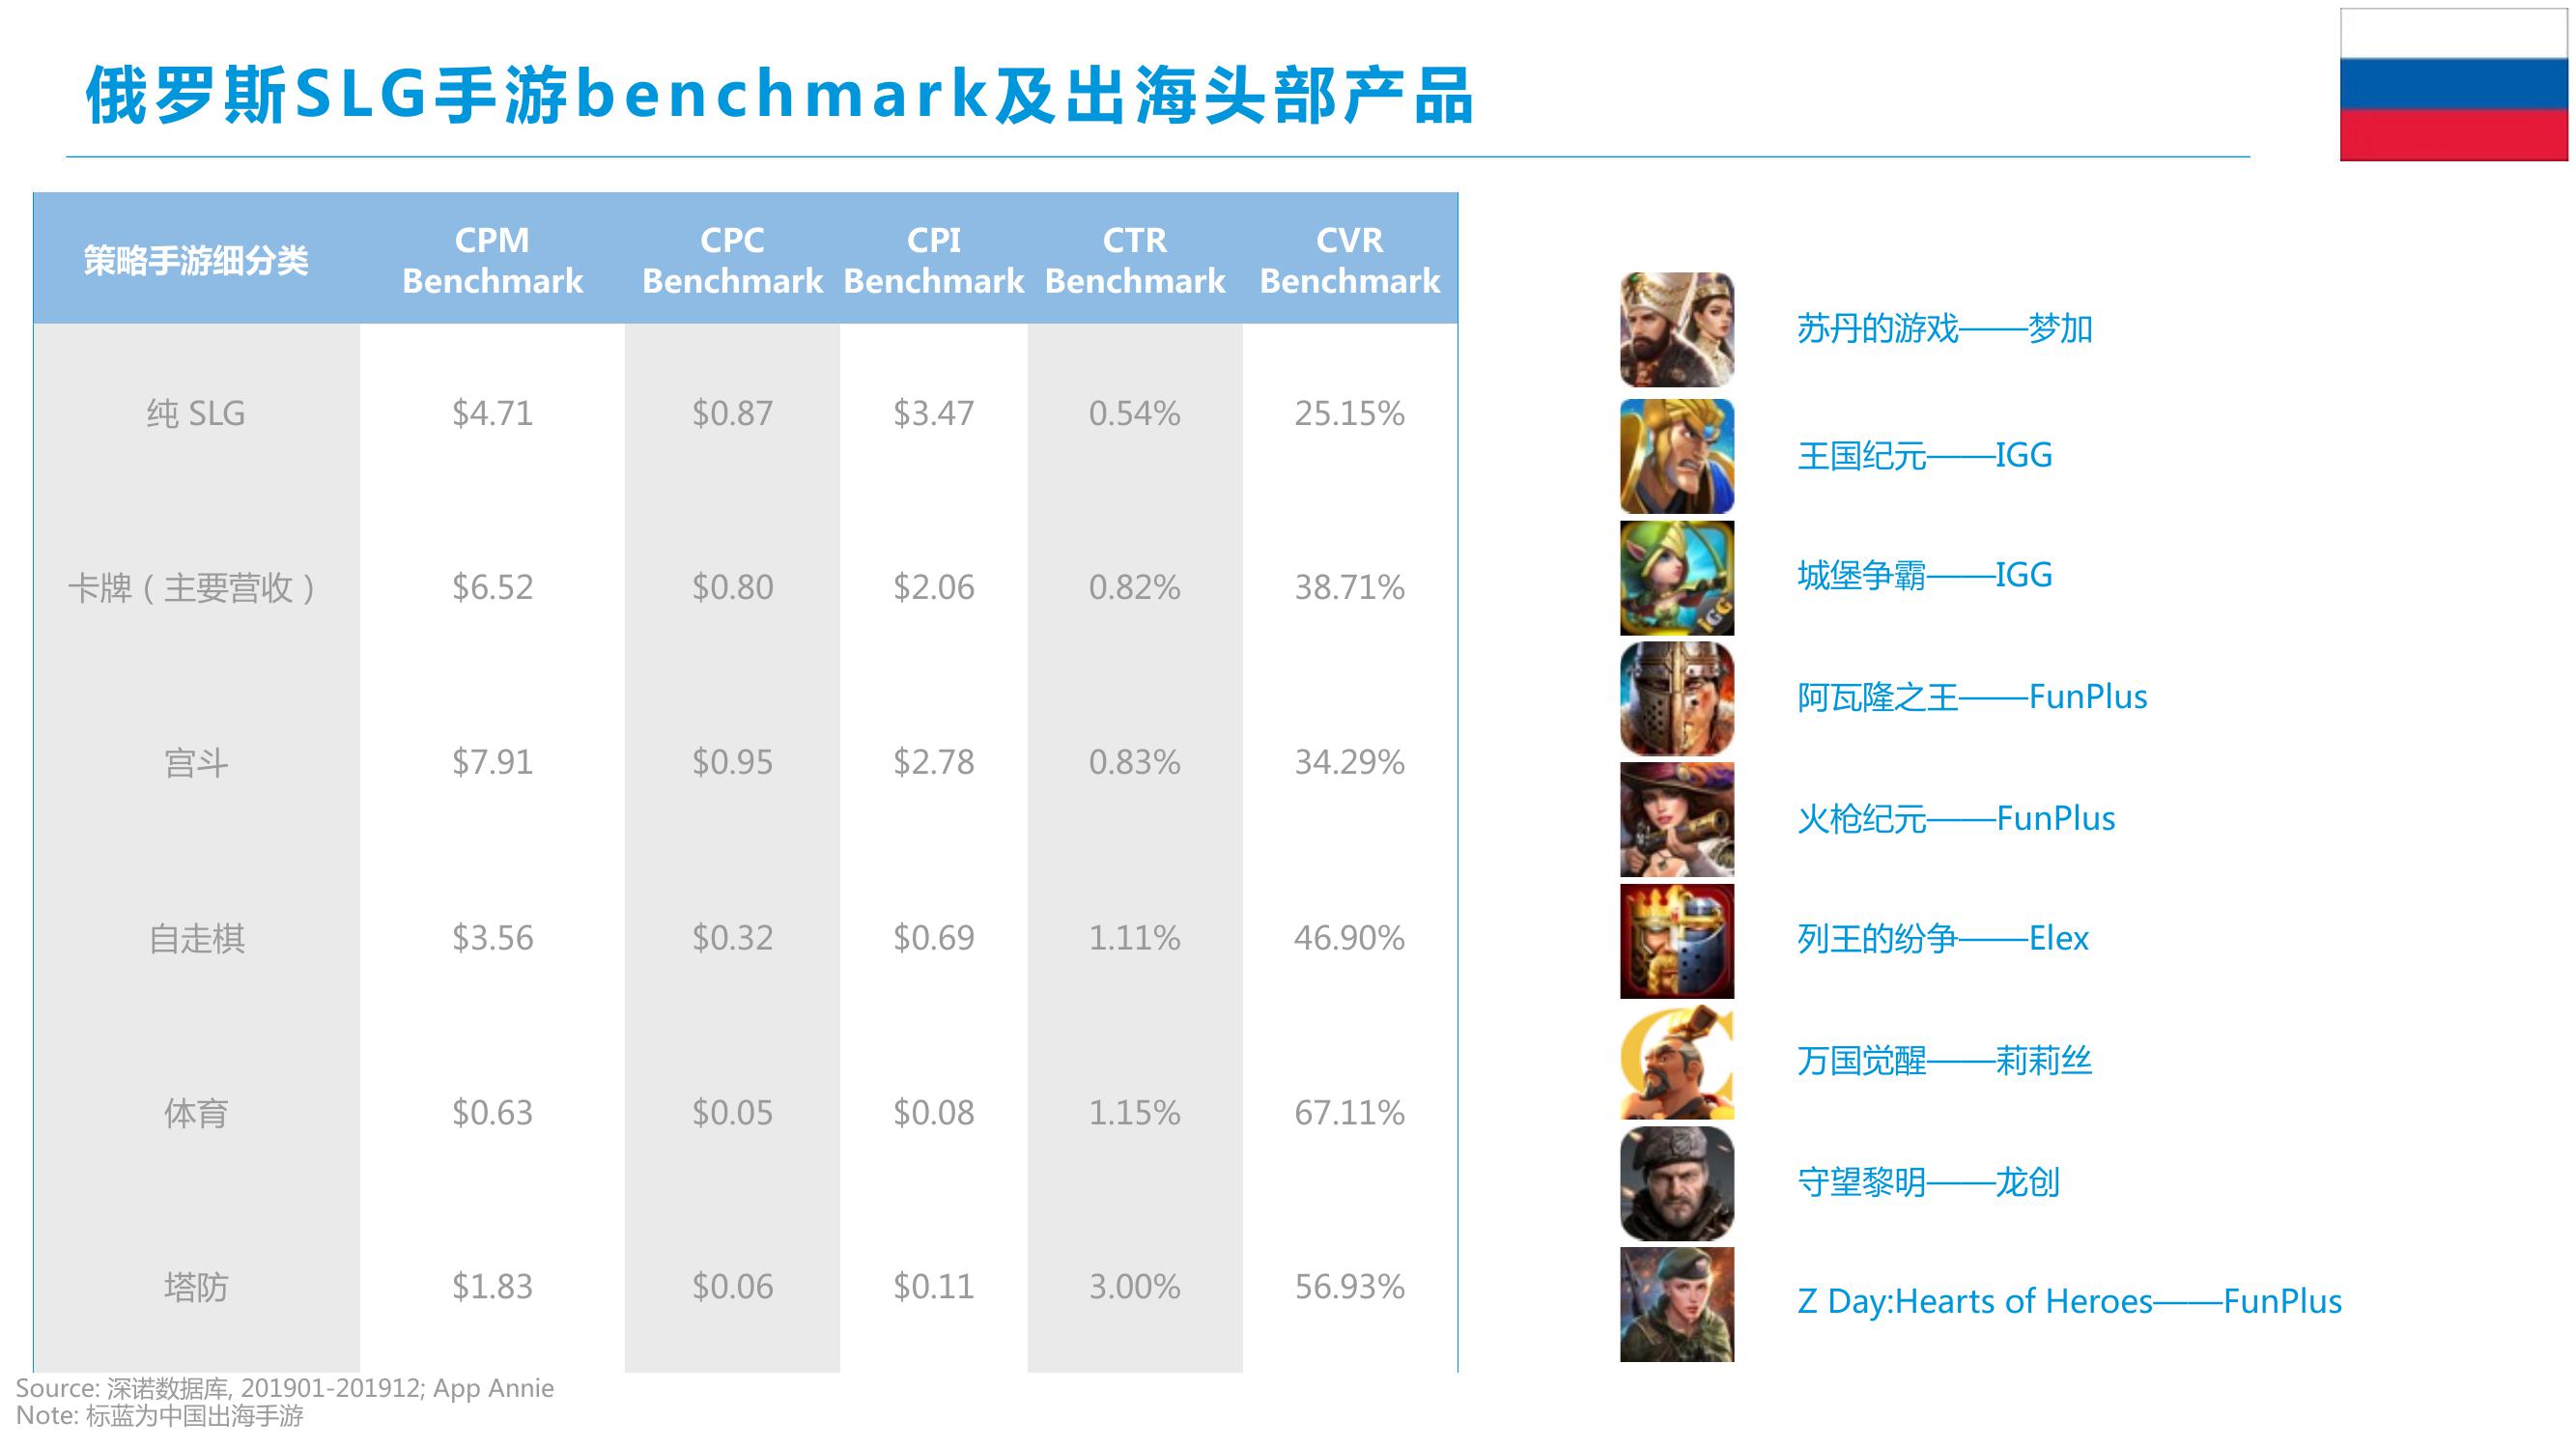 俄罗斯SLG手游benchmark及出海头部产品
策略手游细分类 CPM Benchmark CPC Benchmark CPI Benchmark CTR Benchmark CVR Benchmark
纯 SLG $4.71 $0.87 $3.47 0.54% 25.15%
卡牌（主要营收） $6.52 $0.80 $2.06 0.82% 38.71%
宫斗 $7.91 $0.95 $2.78 0.83% 34.29%
自走棋 $3.56 $0.32 $0.69 1.11% 46.90%
体育 $0.63 $0.05 $0.08 1.15% 67.11%
塔防 $1.83 $0.06 $0.11 3.00% 56.93%
苏丹的游戏——梦加
王国纪元——IGG
城堡争霸——IGG
IGG
阿瓦隆之王——FunPlus
火枪纪元——FunPlus
列王的纷争——Elex
万国觉醒——莉莉丝
守望黎明——龙创
Z Day:Hearts of Heroes——FunPlus
Source: 深诺数据库, 201901-201912; App Annie
Note: 标蓝为中国出海手游